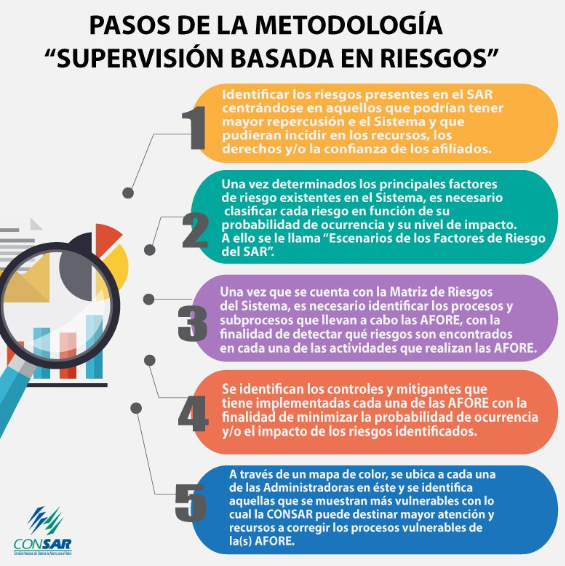 PASOS DE LA METODOLOGÍA
“SUPERVISIÓN BASADA EN RIESGOS”
1
Identificar los riesgos presentes en el SAR
centrándose en aquellos que podrían tener
mayor repercusión e el Sistema y que
pudieran incidir en los recursos, los
derechos y/o la confianza de los afiliados.
2
Una vez determinados los principales factores
de riesgo existentes en el Sistema, es necesario
clasificar cada riesgo en función de su
probabilidad de ocurrencia y su nivel de impacto.
A ello se le llama “Escenarios de los Factores de Riesgo
del SAR”.
3
Una vez que se cuenta con la Matriz de Riesgos
del Sistema, es necesario identificar los procesos y
subprocesos que llevan a cabo las AFORE, con la
finalidad de detectar qué riesgos son encontrados
en cada una de las actividades que realizan las AFORE.
4
Se identifican los controles y mitigantes que
tiene implementadas cada una de las AFORE con la
finalidad de minimizar la probabilidad de ocurrencia
y/o el impacto de los riesgos identificados.
5
A través de un mapa de color, se ubica a cada una
de las Administradoras en éste y se identifica
aquellas que se muestran más vulnerables con lo
cual la CONSAR puede destinar mayor atención y
recursos a corregir los procesos vulnerables de
la(s) AFORE.
CONSAR